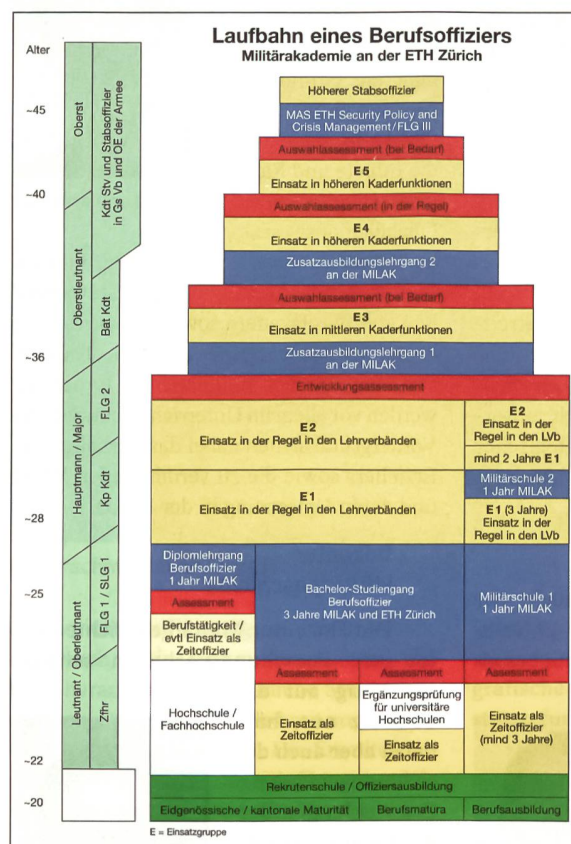 Laufbahn eines Berufsoffiziers
Militärakademie an der ETH Zürich
Alter
~45
~40
~36
~28
~25
~22
~20
Oberst
Oberstleutnant
Hauptmann / Major
Leutnant / Oberleutnant
Kdt Stv und Stabsoffizier
in Gs Vb und OE der Armee
Bat Kdt
FLG 2
Kp Kdt
FLG 1 / SLG 1
Zfhr
Höherer Stabsoffizier
MAS ETH Security Policy and
Crisis Management/FLG III
Auswahlassessment (bei Bedarf)
E5
Einsatz in höheren Kaderfunktionen
Auswahlassessment (in der Regel)
E4
Einsatz in höheren Kaderfunktionen
Zusatzausbildungslehrgang 2
an der MILAK
Auswahlassessment (bei Bedarf)
E3
Einsatz in mittleren Kaderfunktionen
Zusatzausbildungslehrgang 1
an der MILAK
Entwicklungsassessment
E2
Einsatz in der Regel in den Lehrverbänden
E2
Einsatz in der
Regel in den LVb
mind 2 Jahre E1
E1
Einsatz in der Regel in den Lehrverbänden
Militärschule 2
1 Jahr MILAK
E1 (3 Jahre)
Einsatz in der
Regel in den LVb
Diplomlehrgang
Berufsoffizier
1 Jahr MILAK
Assessment
Berufstätigkeit /
evtl Einsatz als
Zeitoffizier
Bachelor-Studiengang
Berufsoffizier
3 Jahre MILAK und ETH Zürich
Militärschule 1
1 Jahr MILAK
Hochschule /
Fachhochschule
Assessment
Einsatz als
Zeitoffizier
Assessment
Ergänzungsprüfung
für universitäre
Hochschulen
Einsatz als
Zeitoffizier
Assessment
Einsatz als
Zeitoffizier
(mind 3 Jahre)
Rekrutenschule / Offiziersausbildung
Eidgenössische / kantonale Maturität
Berufsmatura
Berufsausbildung
E = Einsatzgruppe